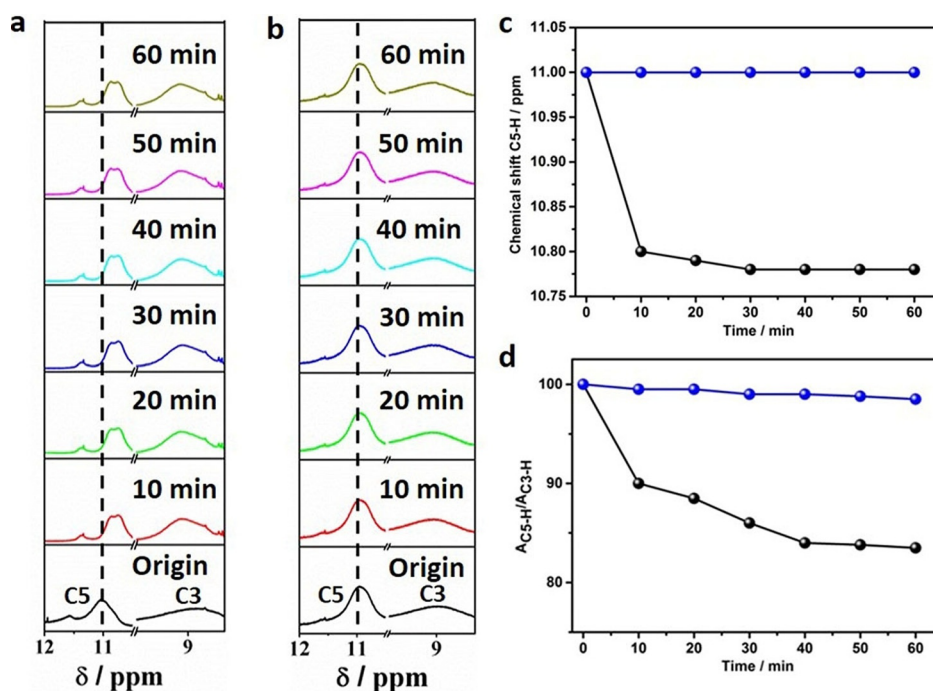 a
60 min
50 min
40 min
30 min
20 min
10 min
Origin
C5
C3
12
11
9
δ / ppm
b
60 min
50 min
40 min
30 min
20 min
10 min
Origin
C5
C3
12
11
9
δ / ppm
c
11.05
11.00
10.95
10.90
10.85
10.80
10.75
Chemical shift C5-H / ppm
0 10 20 30 40 50 60
Time / min
d
100
90
80
AC5-H/AC3-H
0 10 20 30 40 50 60
Time / min